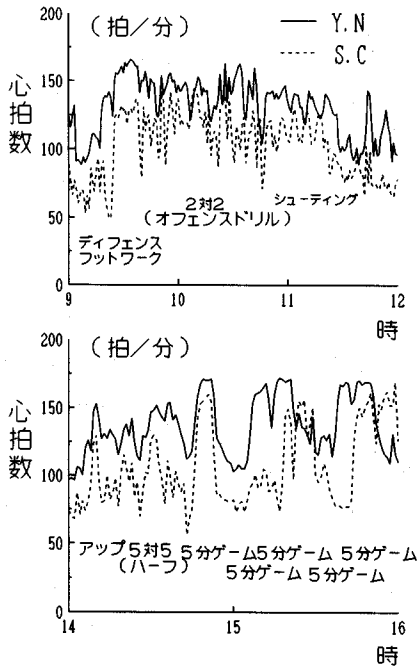 (拍/分)
Y.N
S.C
200
150
100
50
0
心拍数
2対2
(オフェンスドリル)
シューティング
ディフェンス
フットワーク
9
10
11
12
時
(拍/分)
200
150
100
50
0
心拍数
アップ 5対5 5分ゲーム 5分ゲーム 5分ゲーム
(ハーフ)
5分ゲーム 5分ゲーム
14
15
16
時